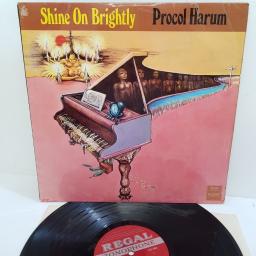 Shine On Brightly Procol Harum
REGAL
ZONOPHONE